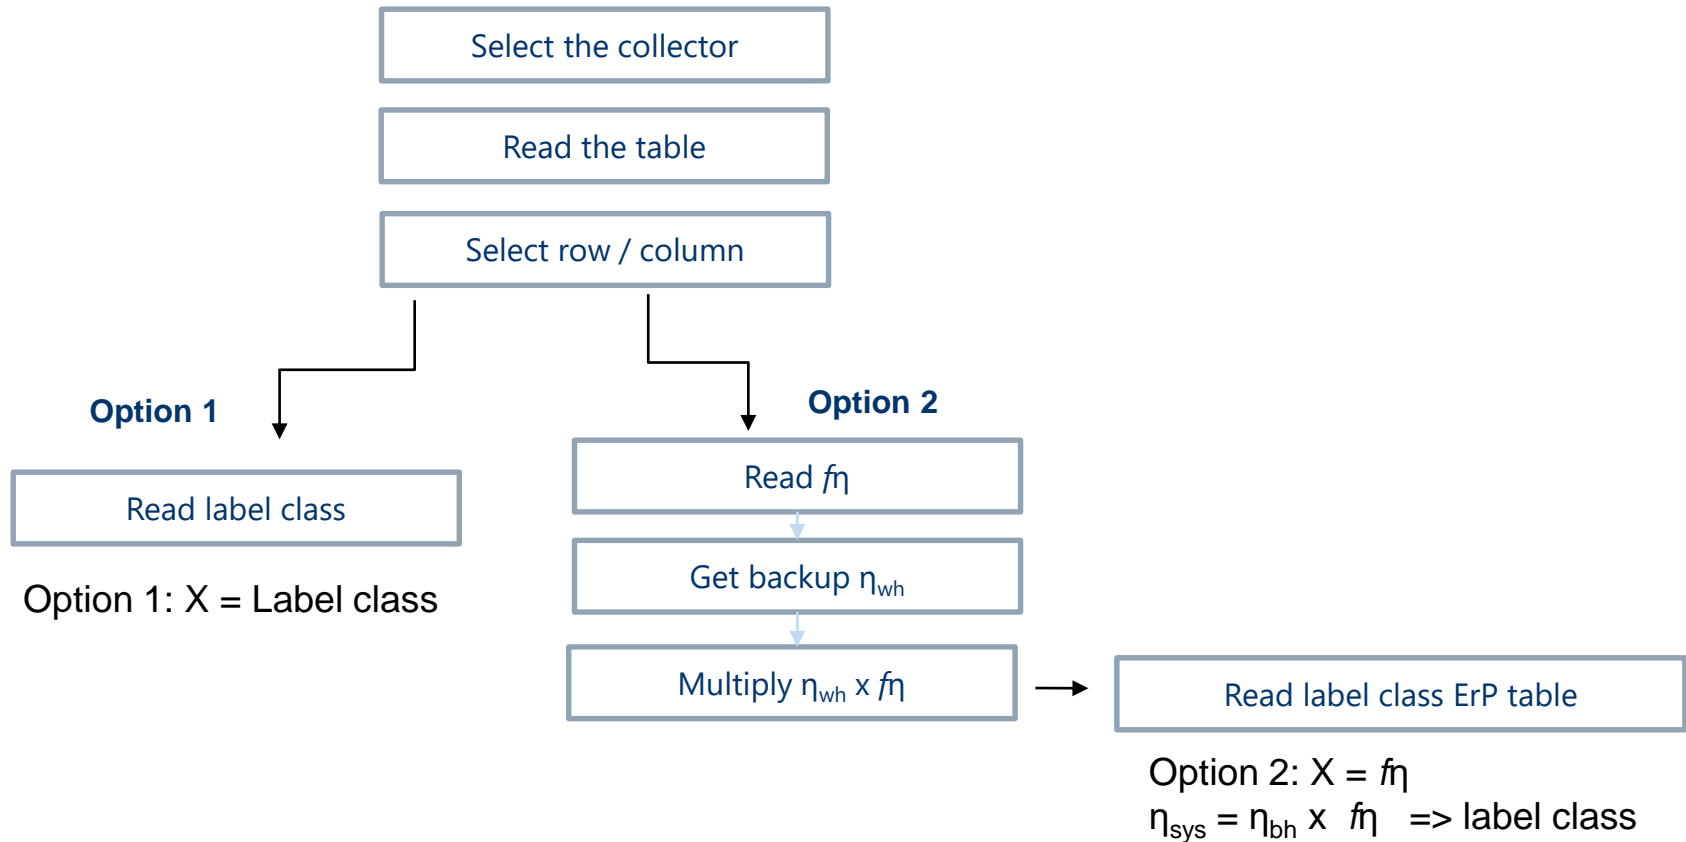 Select the collector
Read the table
Select row / column
Option 1
Option 2
Read label class
Option 1: X = Label class
Read fη
Get backup ηwh
Multiply ηwh x fη
Read label class ErP table
Option 2: X = fη
ηsys = ηbh x fη => label class